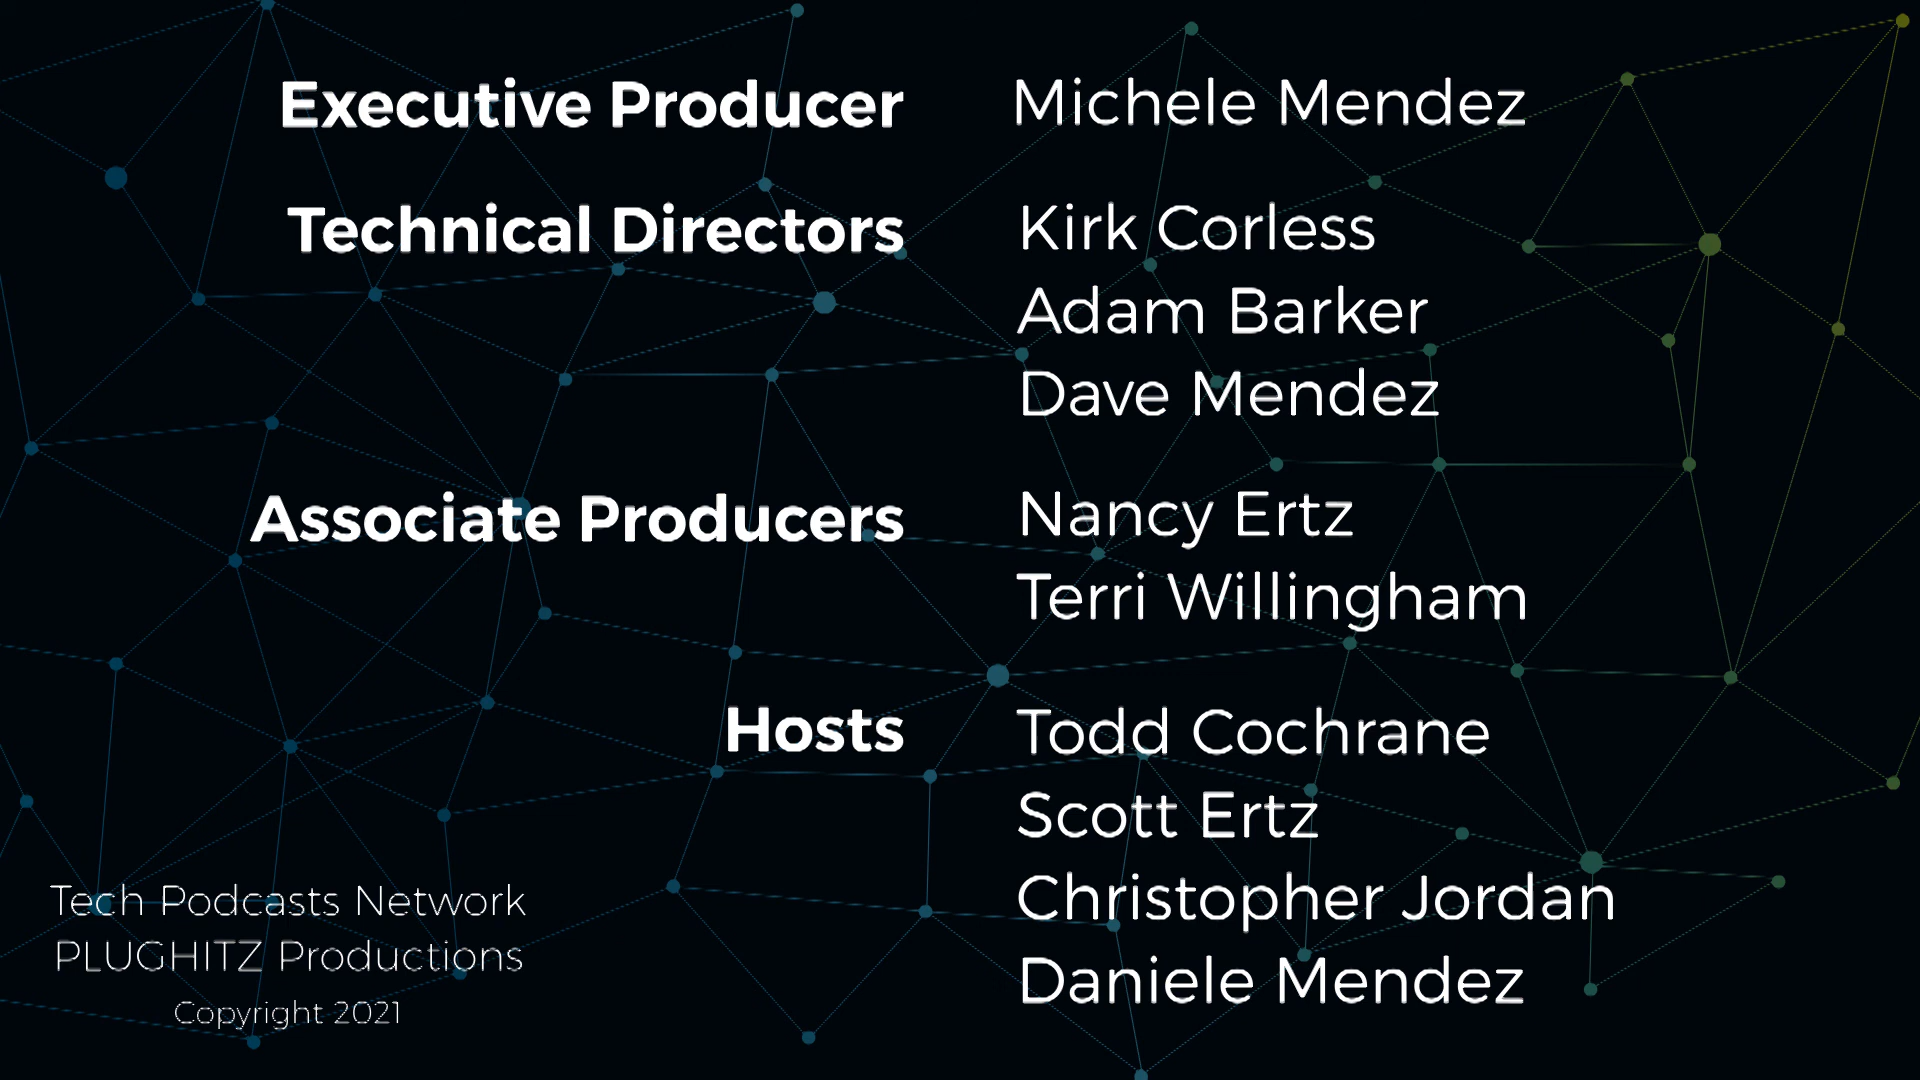 Executive Producer Michele Mendez
Technical Directors Kirk Corless
Adam Barker
Dave Mendez
Associate Producers Nancy Ertz
Terri Willingham
Hosts Todd Cochrane
Scott Ertz
Christopher Jordan
Daniele Mendez
Tech Podcasts Network
PLUGHITZ Productions
Copyright 2021